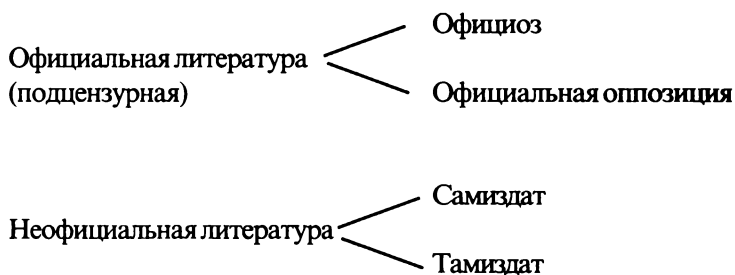 Официоз
Официальная литература
(подцензурная)
Официальная оппозиция
Самиздат
Неофициальная литература
Тамиздат